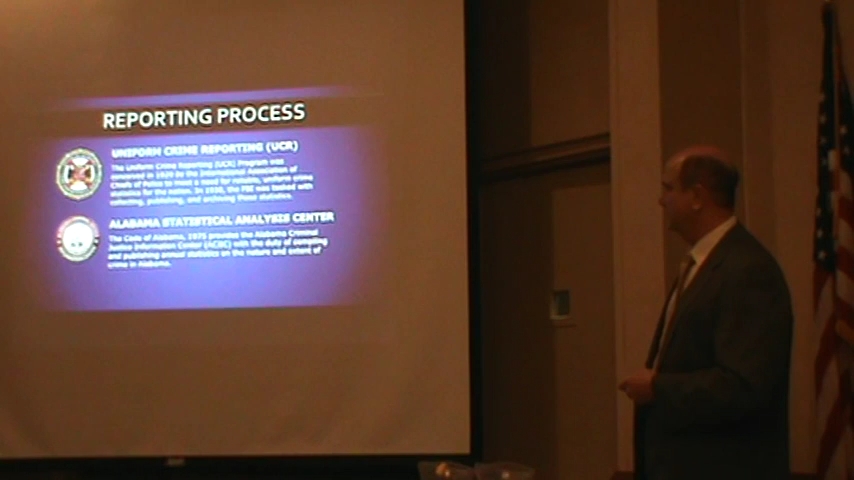 REPORTING PROCESS
UNIFORM CRIME REPORTING (UCR)
The Uniform Crime Reporting (UCR) Program was
conceived in 1929 by the International Association of
Chiefs of Police to meet a need for reliable, uniform crime
statistics for the nation. In 1930, the FBI was tasked with
collecting, publishing, and archiving those statistics.
ALABAMA STATISTICAL ANALYSIS CENTER
The Code of Alabama, 1975 provides the Alabama Criminal
Justice Information Center (ACJIC) with the duty of compiling
and publishing annual statistics on the nature and extent of
crime in Alabama.